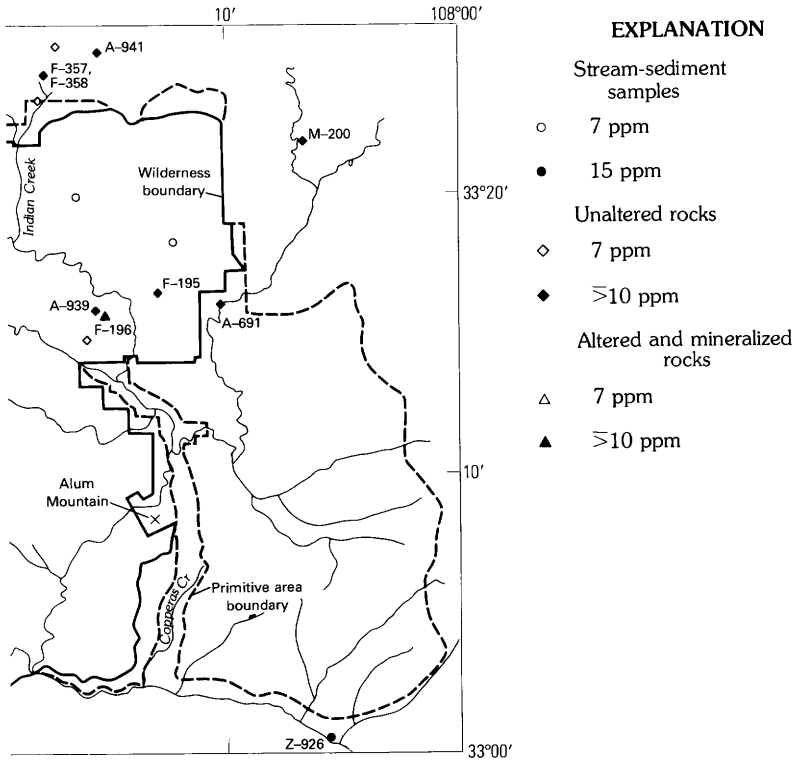 10'
108°00'
A–941
F–357,
F–358
M–200
Wilderness
boundary
Indian Creek
33°20'
F–195
A–939
F–196
A–691
10'
Alum
Mountain
Primitive area
boundary
Copperas Cr
Z–926
33°00'
EXPLANATION
Stream-sediment
samples
7 ppm
15 ppm
Unaltered rocks
7 ppm
>10 ppm
Altered and mineralized
rocks
7 ppm
>10 ppm